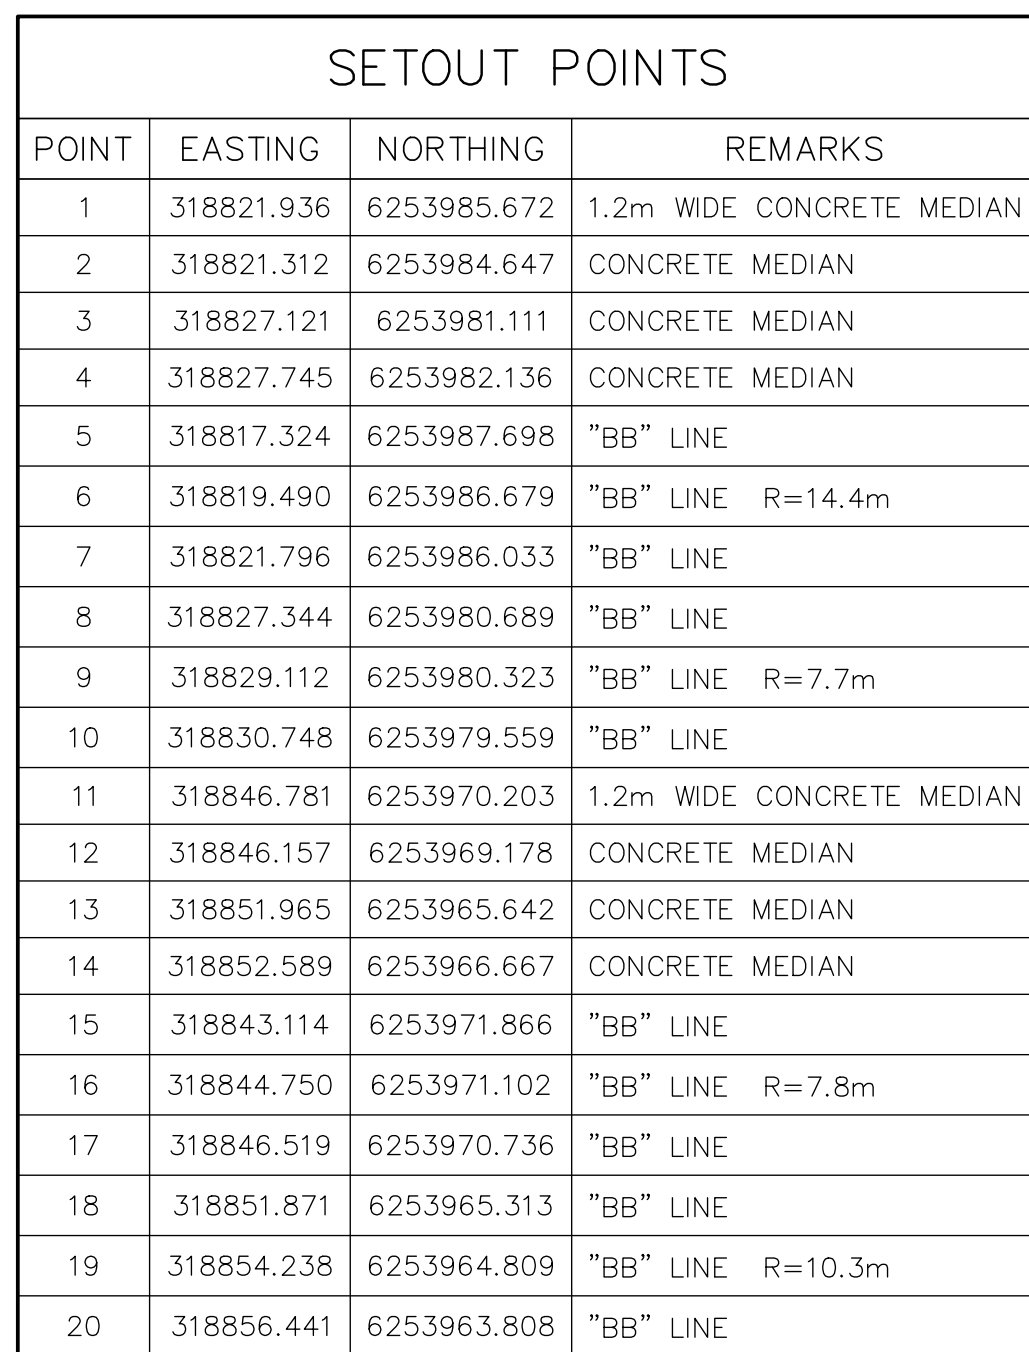 SETOUT POINTS
POINT EASTING NORTHING REMARKS
1 318821.936 6253985.672 1.2m WIDE CONCRETE MEDIAN
2 318821.312 6253984.647 CONCRETE MEDIAN
3 318827.121 6253981.111 CONCRETE MEDIAN
4 318827.745 6253982.136 CONCRETE MEDIAN
5 318817.324 6253987.698 ”BB” LINE
6 318819.490 6253986.679 ”BB” LINE R=14.4m
7 318821.796 6253986.033 ”BB” LINE
8 318827.344 6253980.689 ”BB” LINE
9 318829.112 6253980.323 ”BB” LINE R=7.7m
10 318830.748 6253979.559 ”BB” LINE
11 318846.781 6253970.203 1.2m WIDE CONCRETE MEDIAN
12 318846.157 6253969.178 CONCRETE MEDIAN
13 318851.965 6253965.642 CONCRETE MEDIAN
14 318852.589 6253966.667 CONCRETE MEDIAN
15 318843.114 6253971.866 ”BB” LINE
16 318844.750 6253971.102 ”BB” LINE R=7.8m
17 318846.519 6253970.736 ”BB” LINE
18 318851.871 6253965.313 ”BB” LINE
19 318854.238 6253964.809 ”BB” LINE R=10.3m
20 318856.441 6253963.808 ”BB” LINE